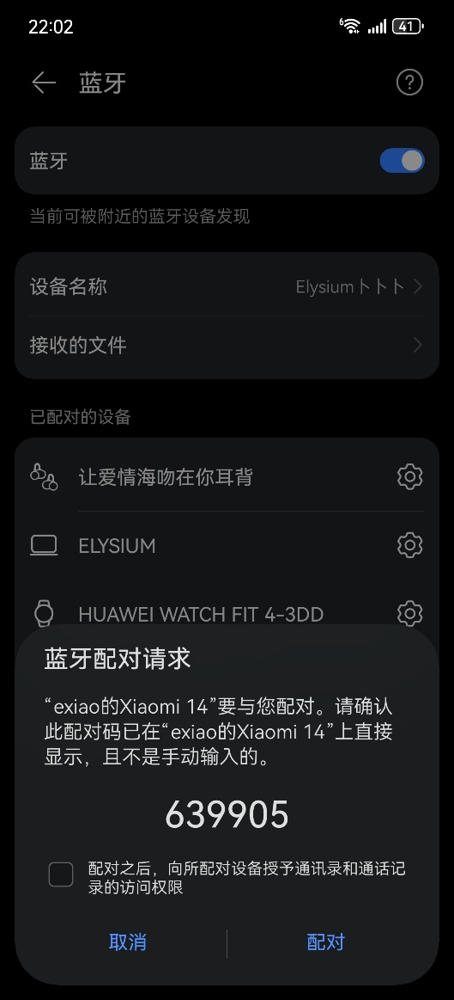 22:02
6
41
蓝牙
?
蓝牙
当前可被附近的蓝牙设备发现
设备名称
Elysium卜卜卜
接收的文件
已配对的设备
让爱情海吻在你耳背
ELYSIUM
HUAWEI WATCH FIT 4-3DD
蓝牙配对请求
“exiao的Xiaomi 14”要与您配对。请确认
此配对码已在“exiao的Xiaomi 14”上直接
显示，且不是手动输入的。
639905
配对之后，向所配对设备授予通讯录和通话记
录的访问权限
取消
配对